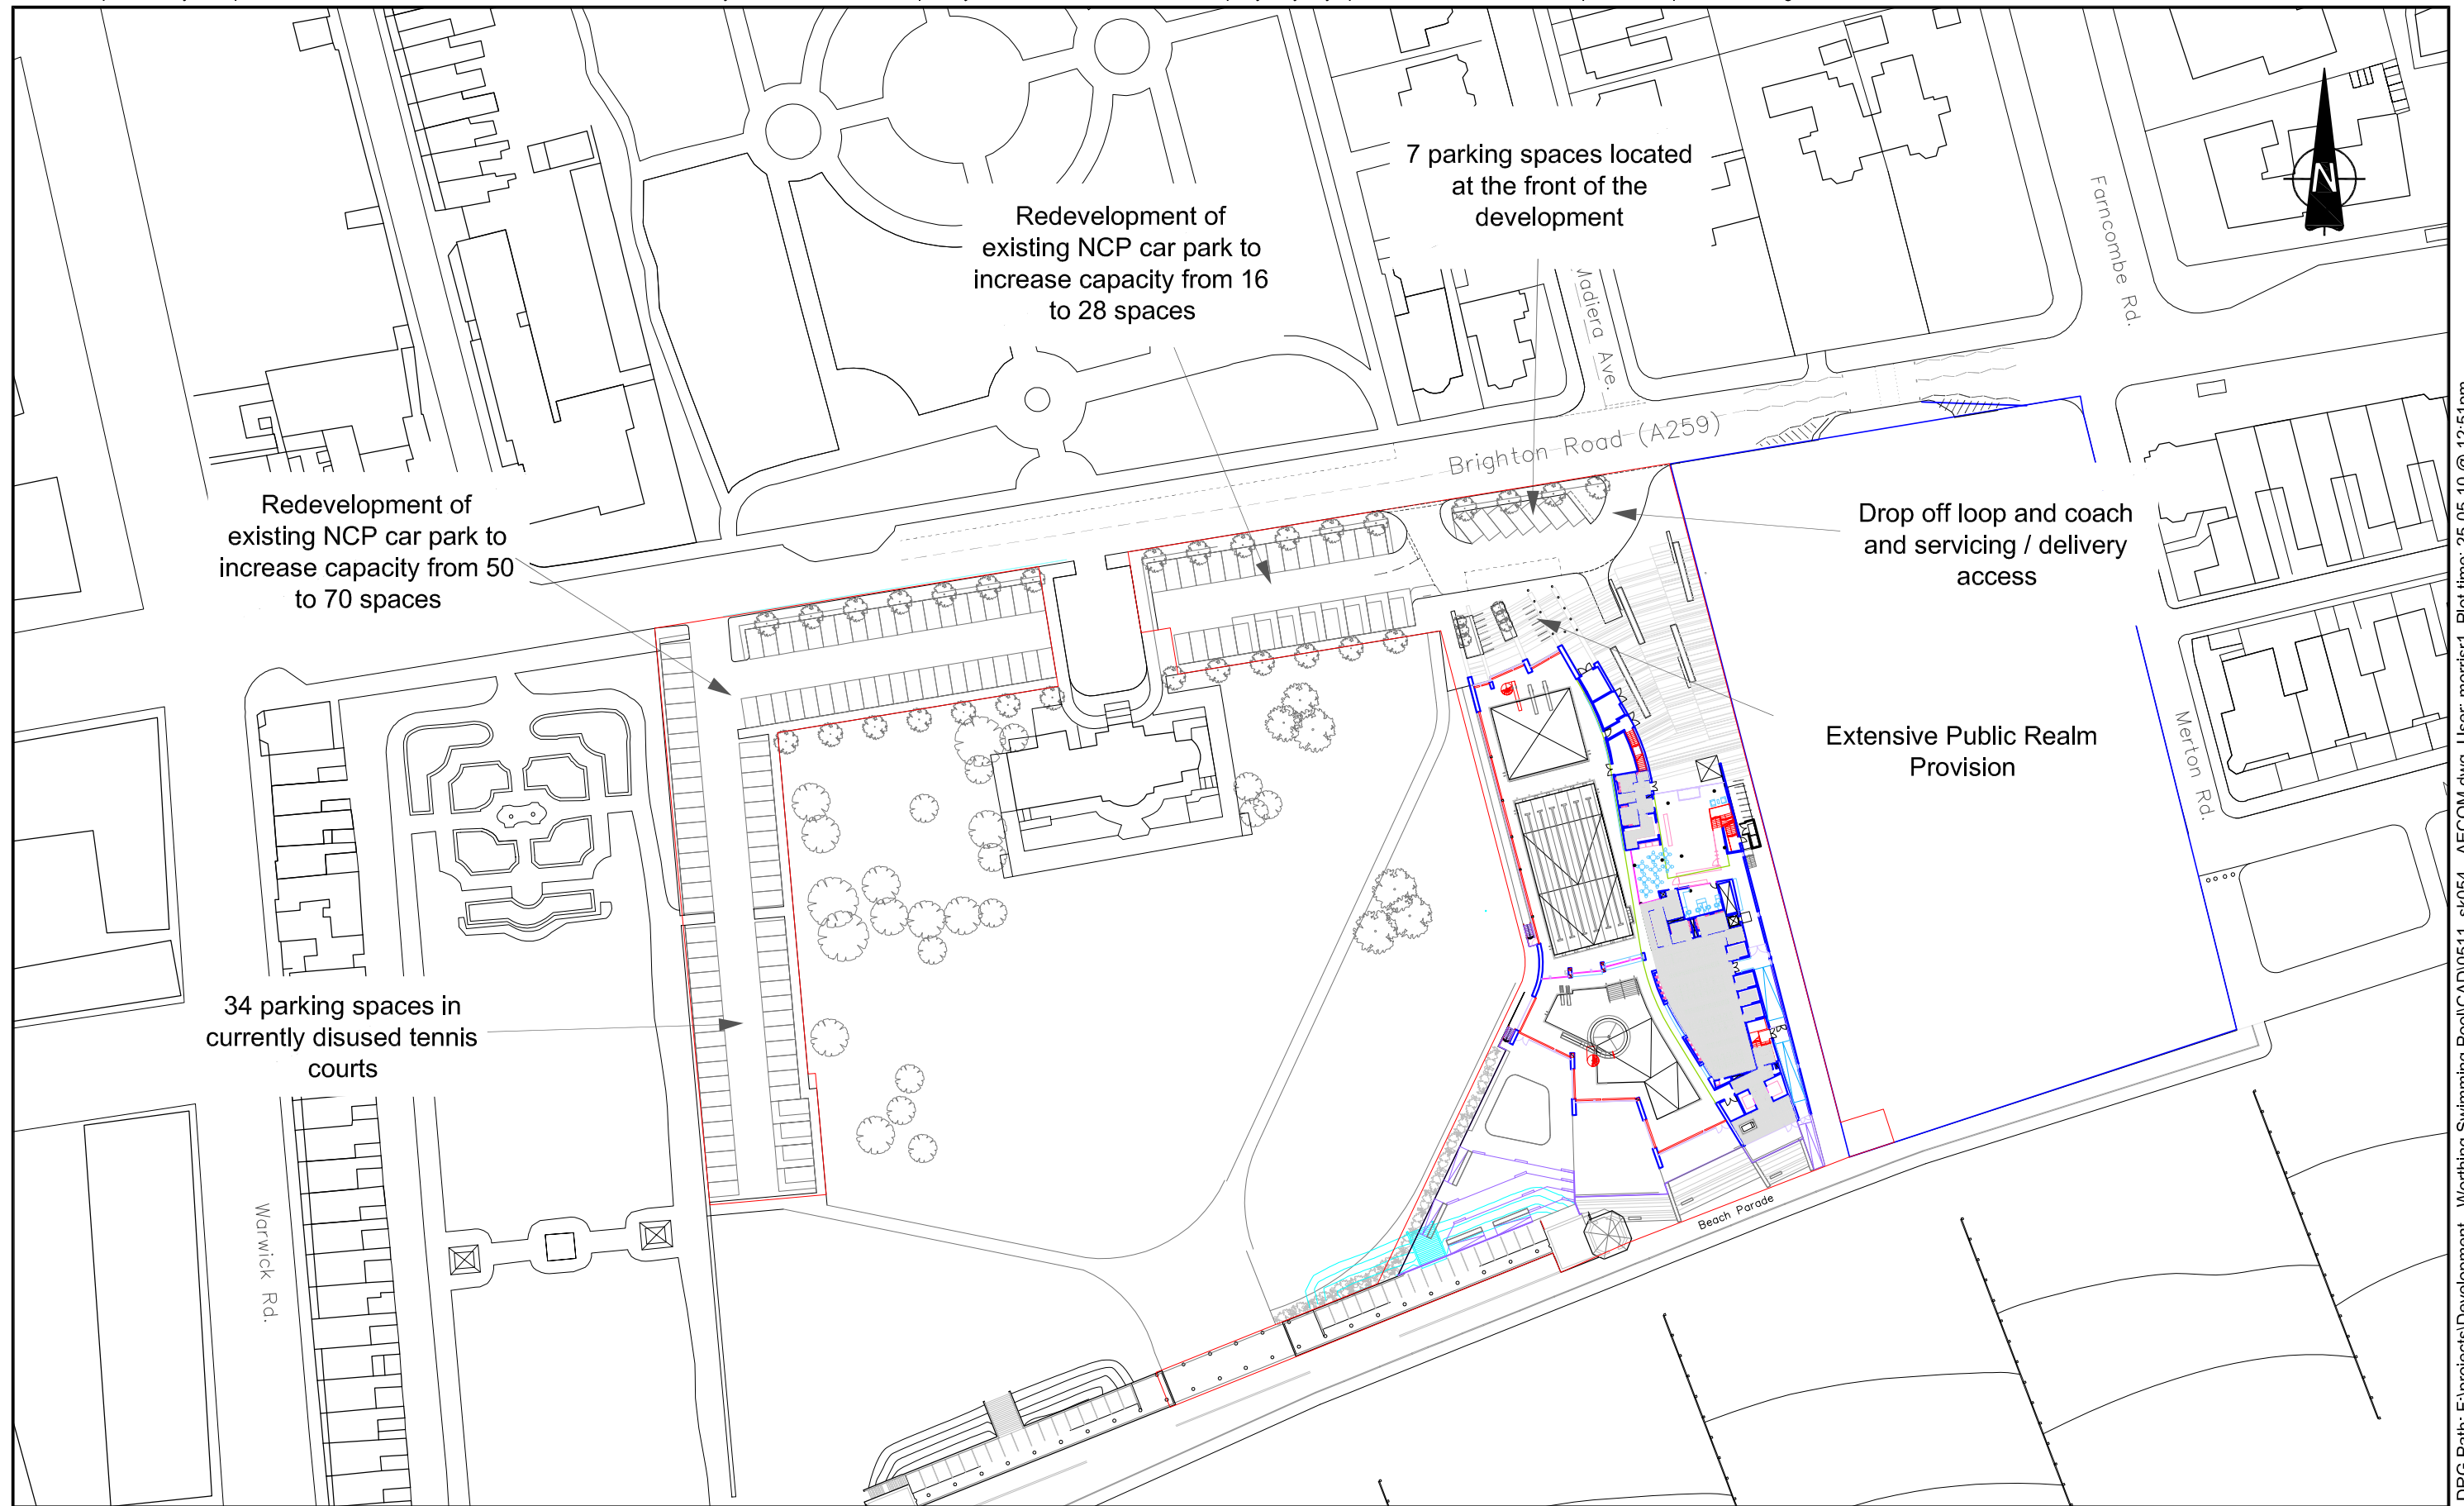 7 parking spaces located
at the front of the
development
Redevelopment of
existing NCP car park to
increase capacity from 16
to 28 spaces
N
Farncombe Rd.
Madiera Ave.
Brighton Road (A259)
Redevelopment of
existing NCP car park to
increase capacity from 50
to 70 spaces
Drop off loop and coach
and servicing / delivery
access
Extensive Public Realm
Provision
Merton Rd.
34 parking spaces in
currently disused tennis
courts
Warwick Rd.
Beach Parade